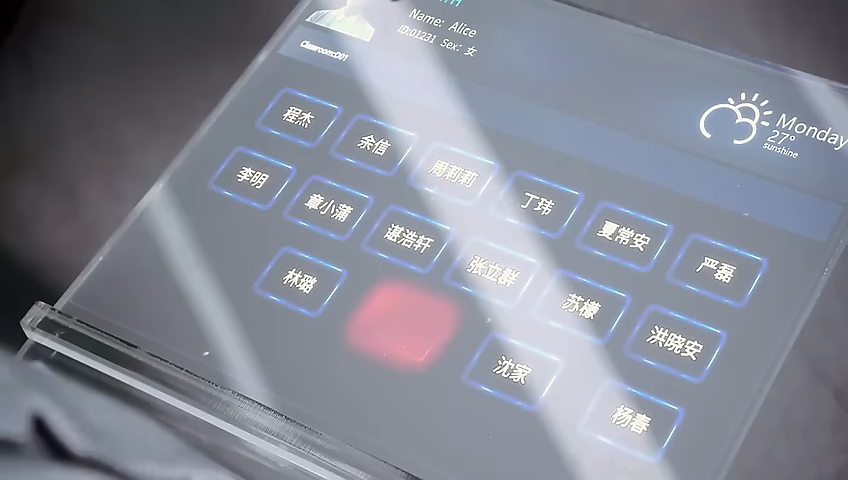 Name: Alice
ID:01231 Sex: 女
Classroom:001
Monday
27°
sunshine
程杰 余信 周莉莉 丁玮 夏常安 严磊
李明 章小蒲 谌浩轩 张立群 苏檬 洪晓安
林璐 沈家 杨春